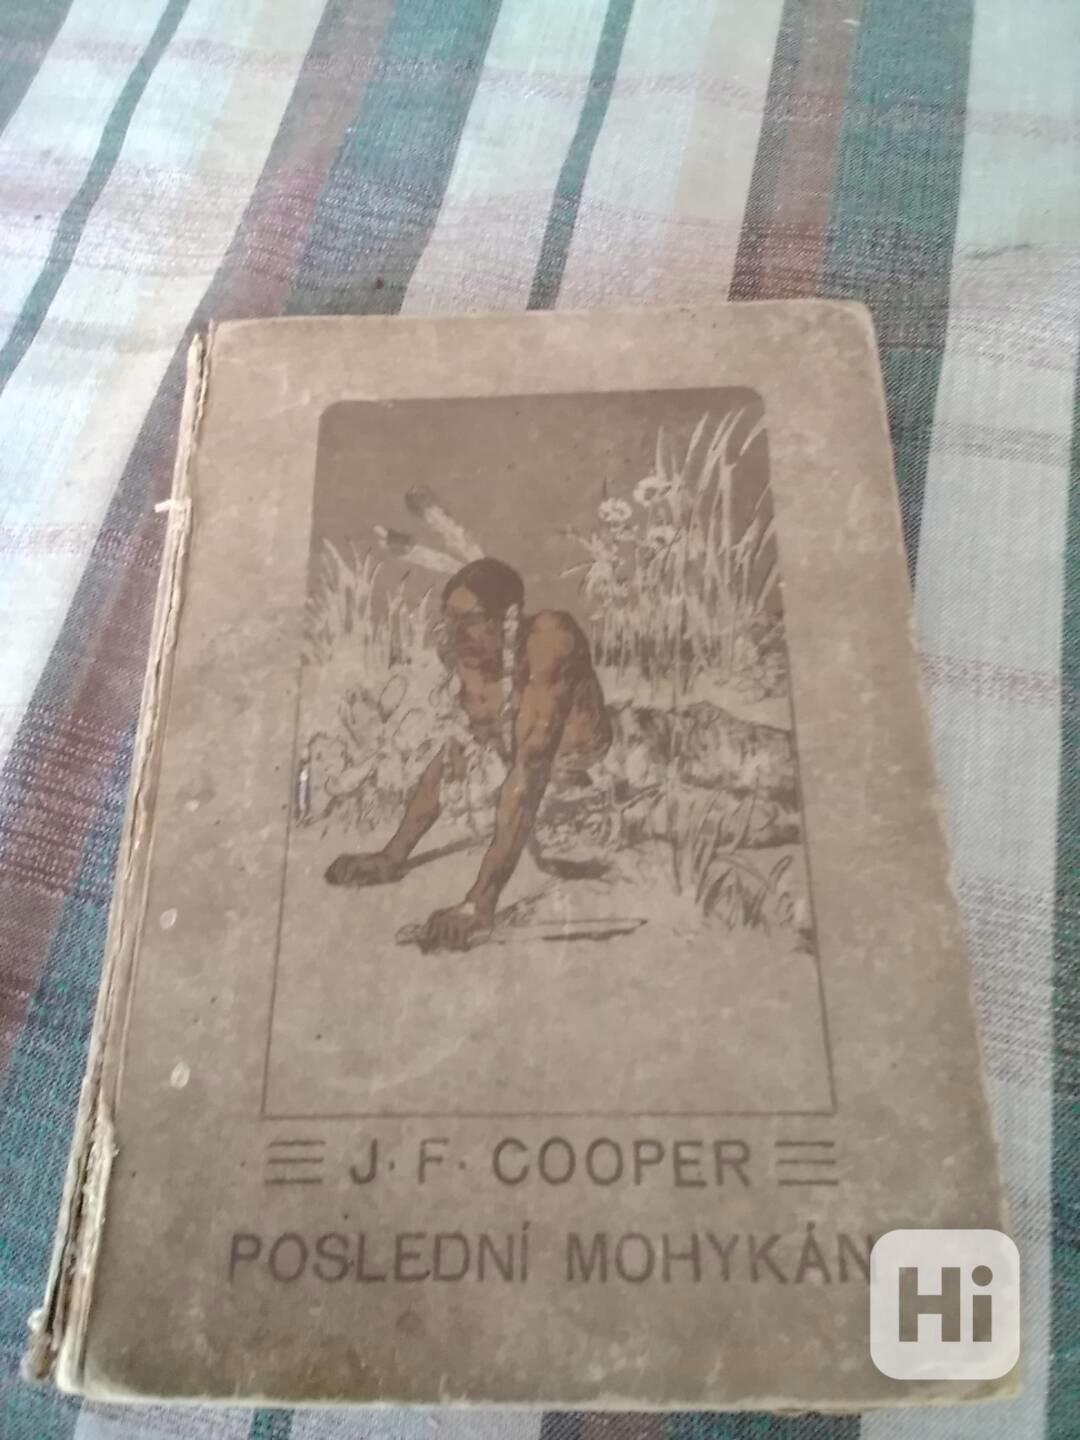 J. F. COOPER
POSLEDNÍ MOHYKÁN
Hi